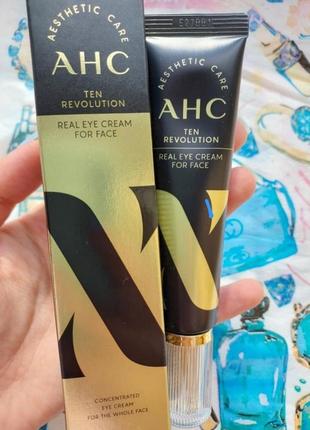 AESTHETIC CARE
AHC
TEN
REVOLUTION
REAL EYE CREAM
FOR FACE
CONCENTRATED
EYE CREAM
FOR THE WHOLE FACE
AESTHETIC CARE
AHC
TEN
REVOLUTION
REAL EYE CREAM
FOR FACE